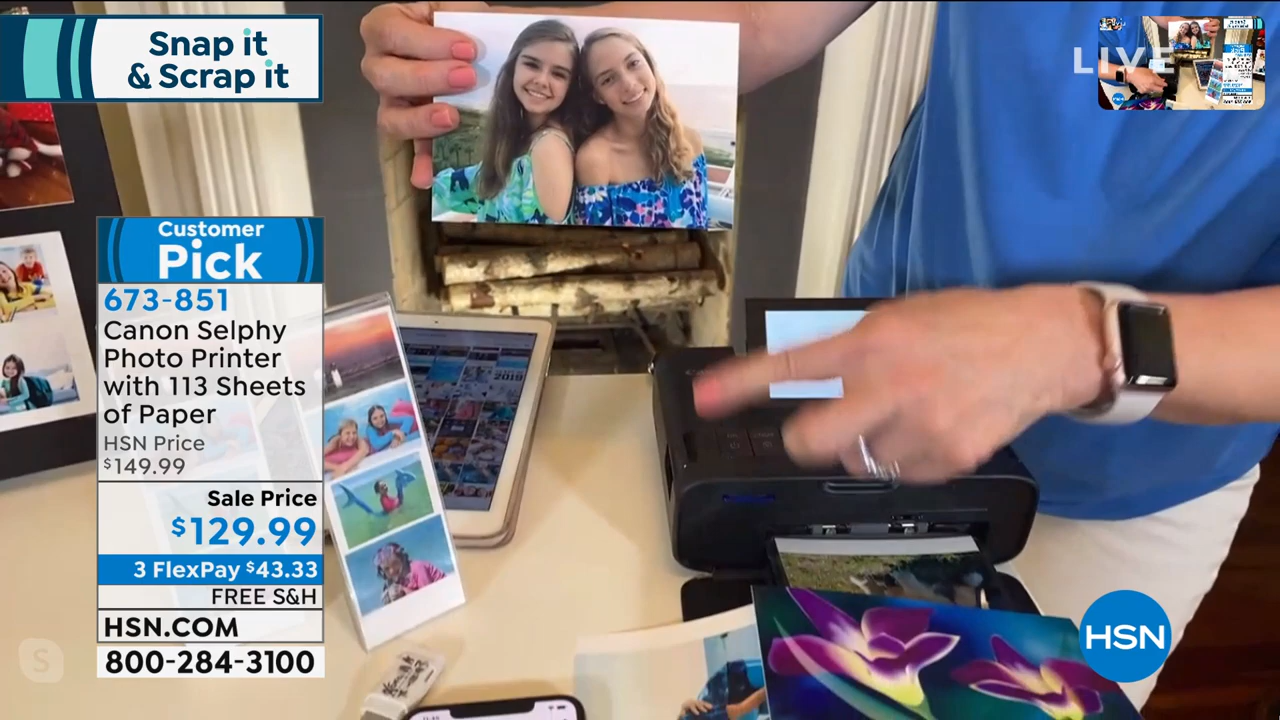 Snap it
& Scrap it
LIVE
Customer
Pick
673-851
Canon Selphy
Photo Printer
with 113 Sheets
of Paper
HSN Price
$149.99
Sale Price
$129.99
3 FlexPay $43.33
FREE S&H
HSN.COM
800-284-3100
HSN
2019
S